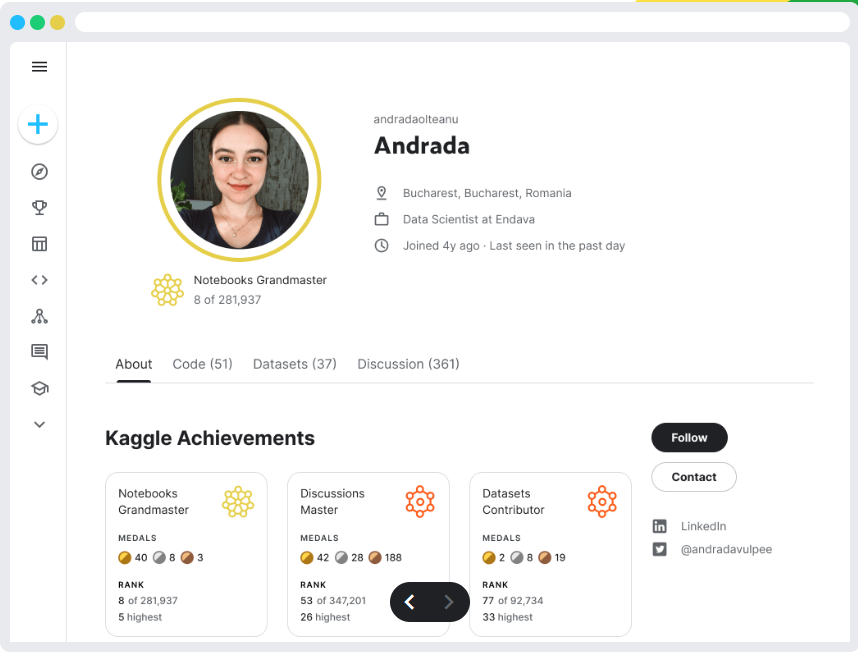 andradaolteanu
Andrada
Bucharest, Bucharest, Romania
Data Scientist at Endava
Joined 4y ago · Last seen in the past day
Notebooks Grandmaster
8 of 281,937
About Code (51) Datasets (37) Discussion (361)
Kaggle Achievements
Follow
Contact
LinkedIn
@andradavulpee
Notebooks
Grandmaster
MEDALS
40 8 3
RANK
8 of 281,937
5 highest
Discussions
Master
MEDALS
42 28 188
RANK
53 of 347,201
26 highest
Datasets
Contributor
MEDALS
2 8 19
RANK
77 of 92,734
33 highest